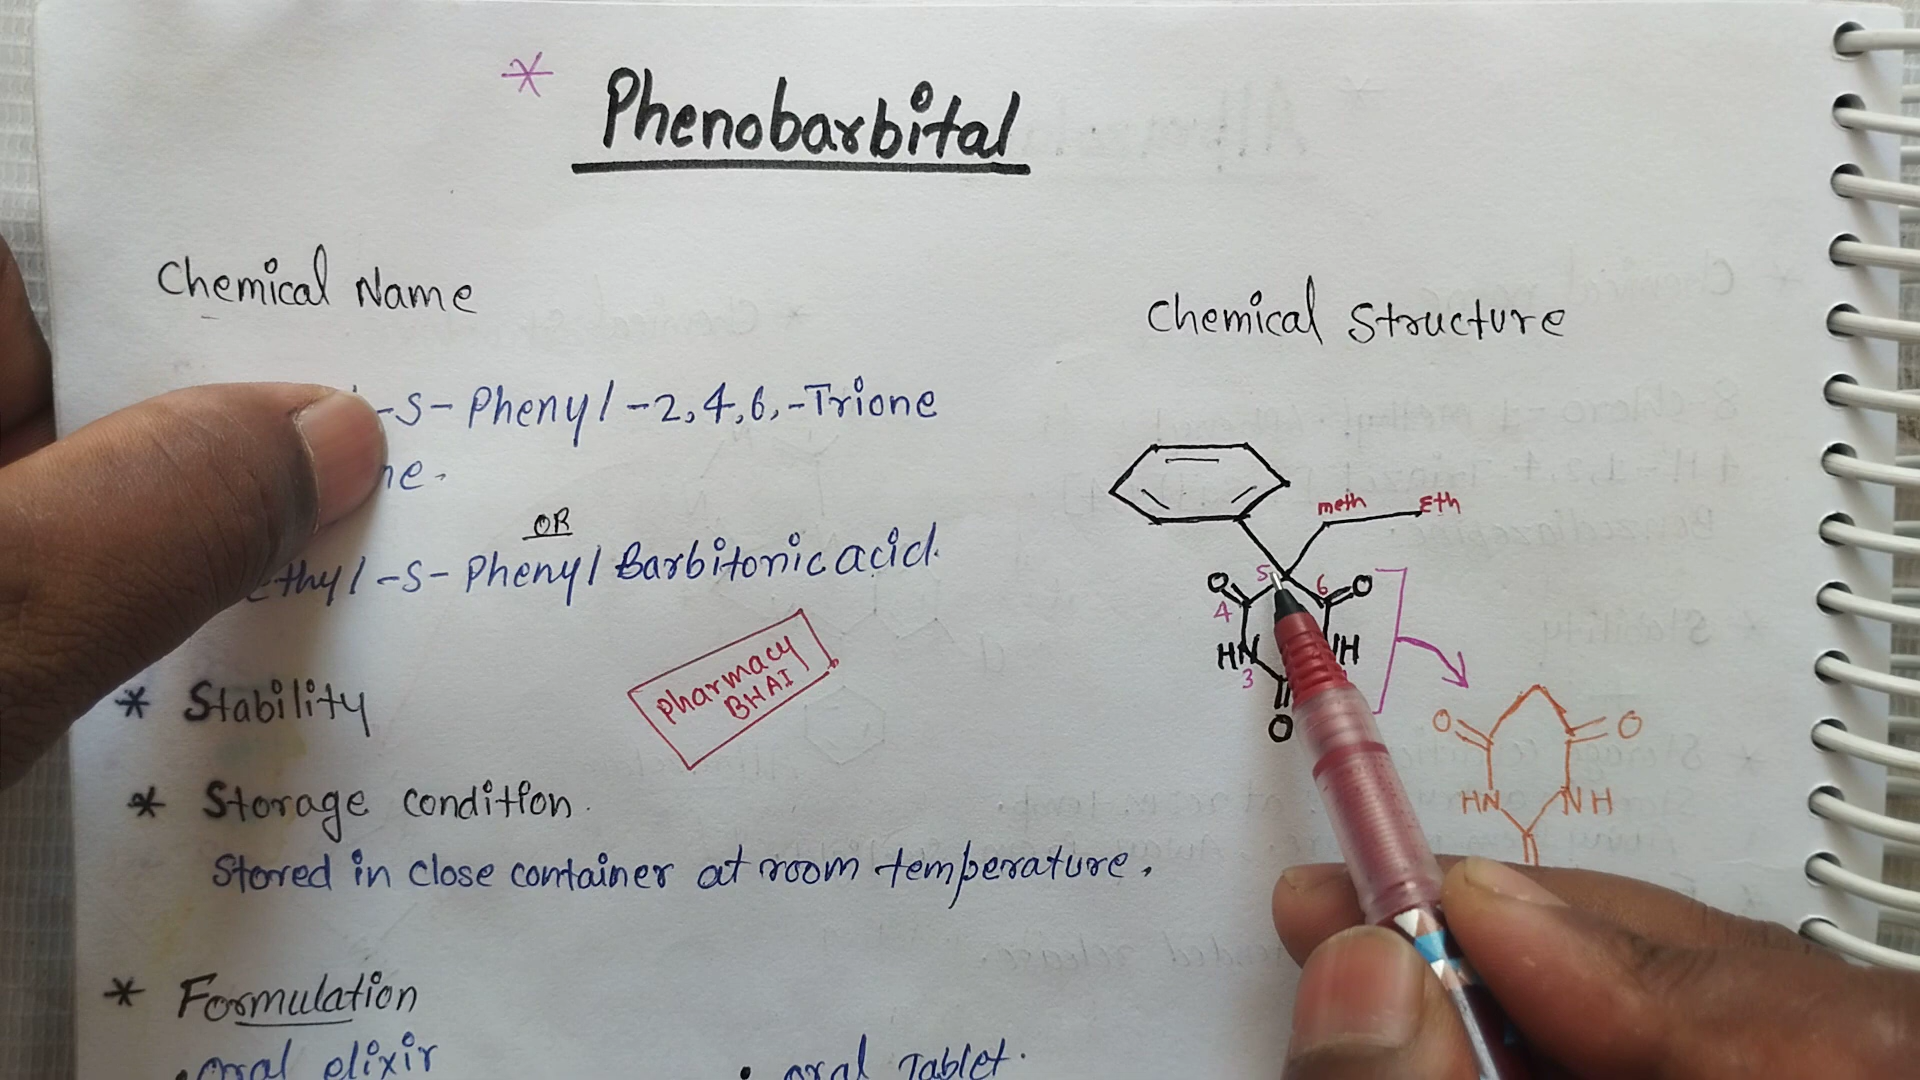 * Phenobarbital
Chemical Name
Chemical Structure
-5- Phenyl -2,4,6,-Trione
ne.
OR
Ethyl -5- Phenyl Barbitonic acid.
meth Eth
5
O 4 6 O
HN 3 NH
O
O O
HN NH
Pharmacy
BHAI
* Stability
* Storage condition.
Stored in close container at room temperature.
* Formulation
• oral elixir • oral Tablet.